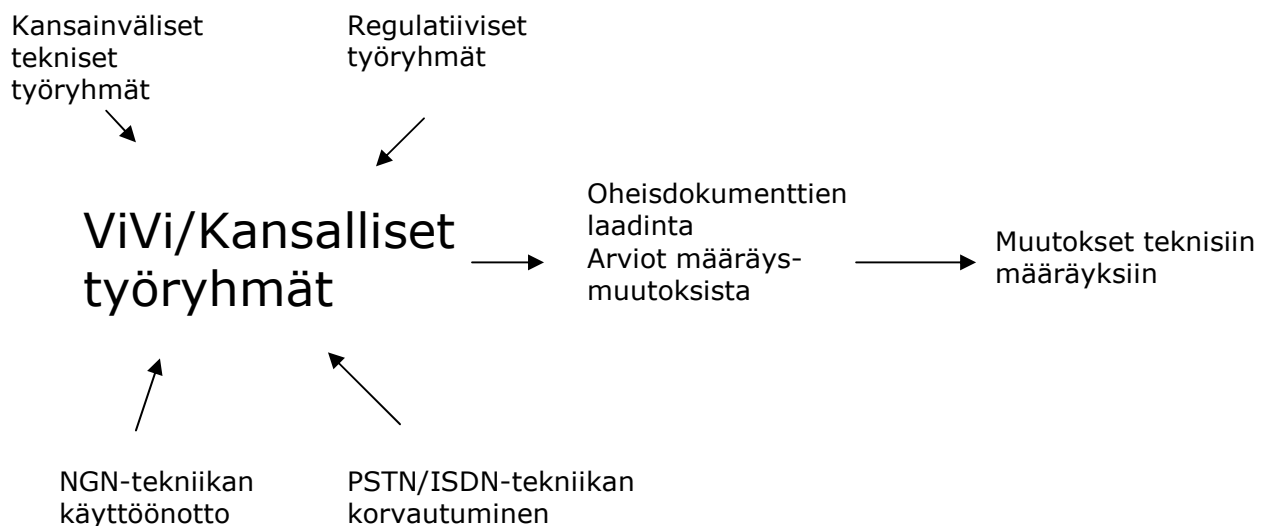 Kansainväliset
tekniset
työryhmät
Regulatiiviset
työryhmät
ViVi/Kansalliset
työryhmät
Oheisdokumenttien
laadinta
Arviot määräys-
muutoksista
Muutokset teknisiin
määräyksiin
NGN-tekniikan
käyttöönotto
PSTN/ISDN-tekniikan
korvautuminen